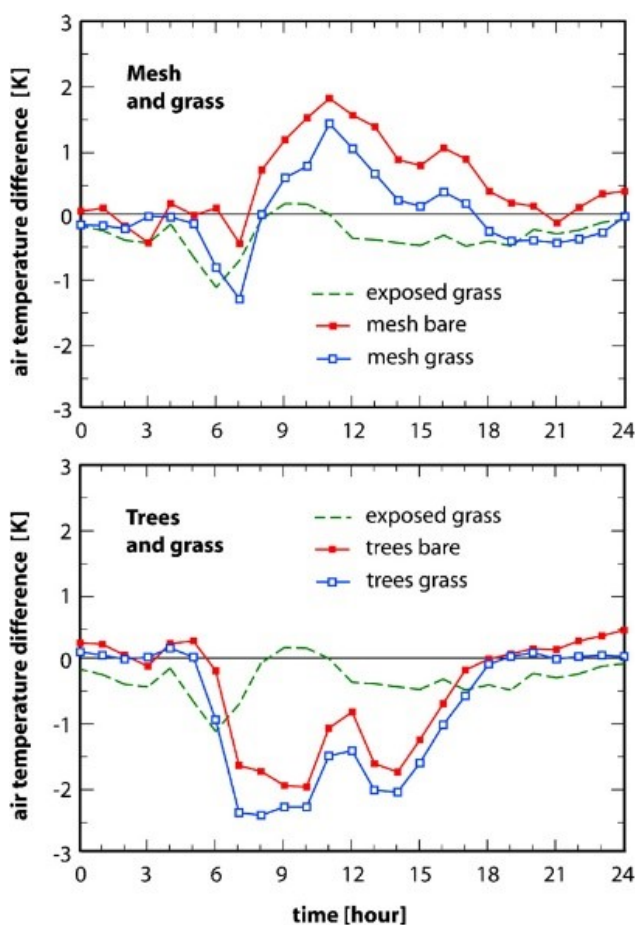 air temperature difference [K]
3
2
1
0
-1
-2
-3
Mesh
and grass
exposed grass
mesh bare
mesh grass
0 3 6 9 12 15 18 21 24
air temperature difference [K]
3
2
1
0
-1
-2
-3
Trees
and grass
exposed grass
trees bare
trees grass
0 3 6 9 12 15 18 21 24
time [hour]